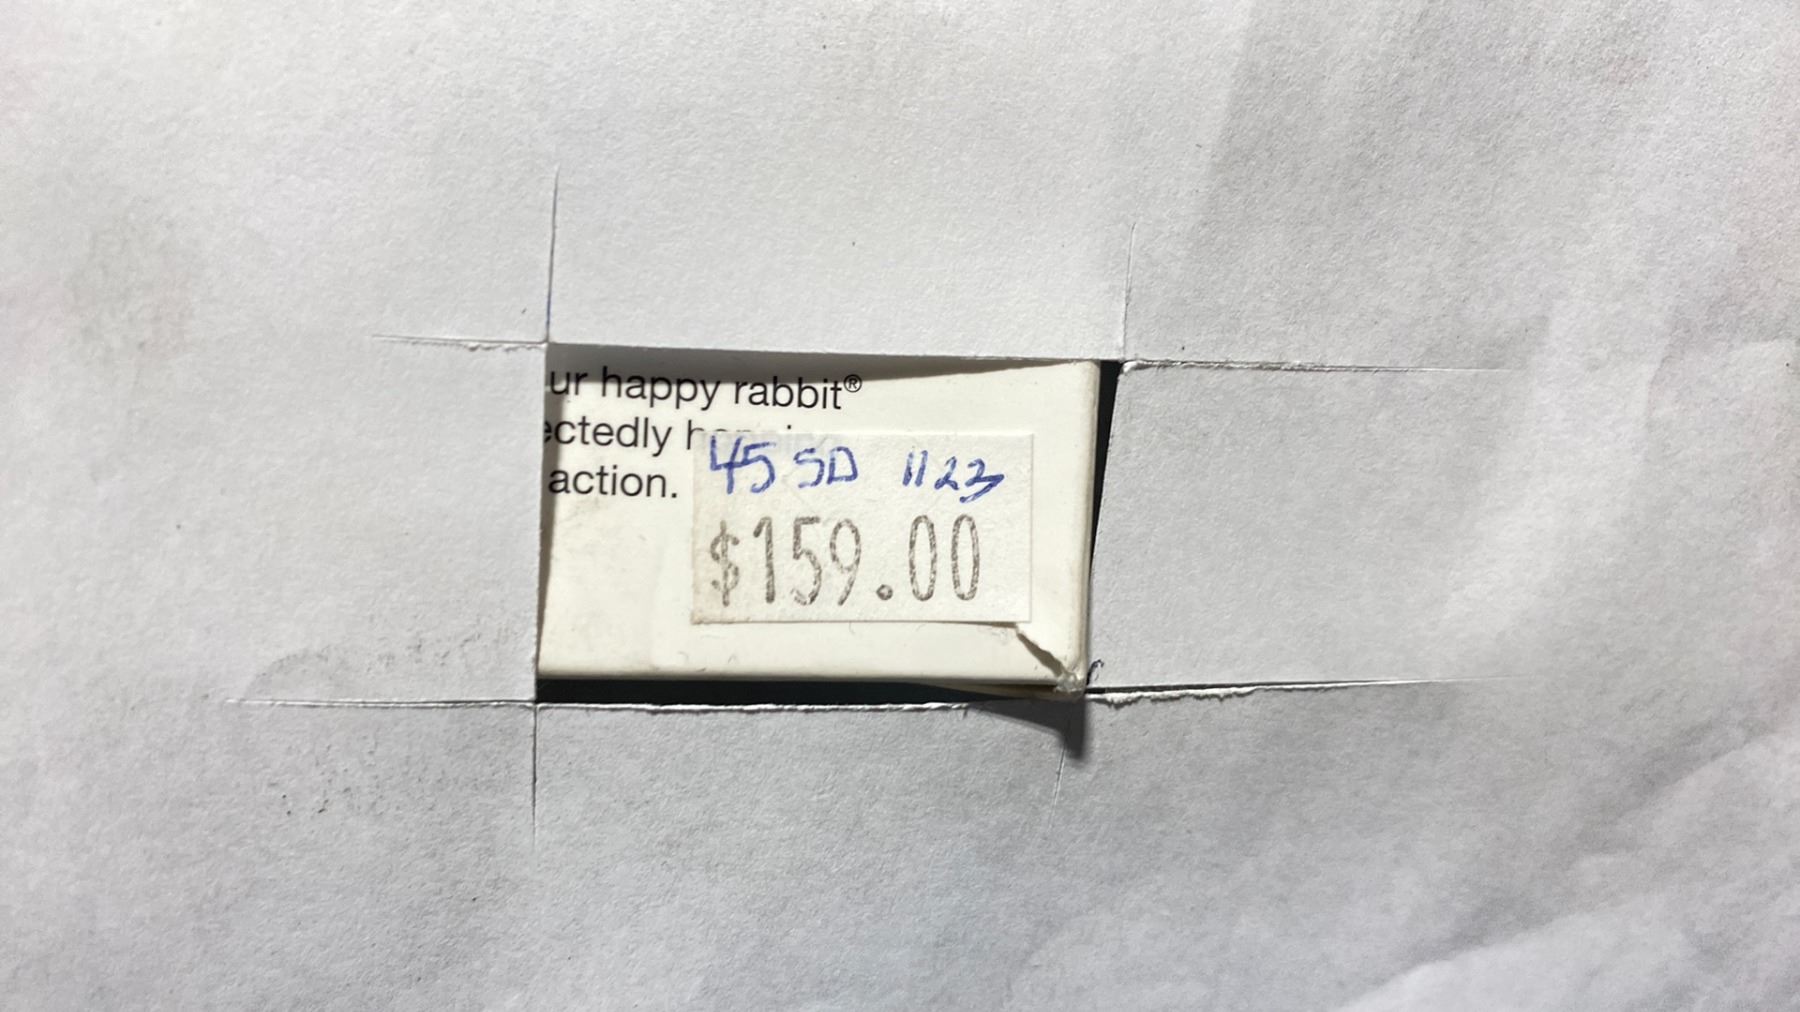 ur happy rabbit®
ectedly
action.
45 SD 1123
$159.00